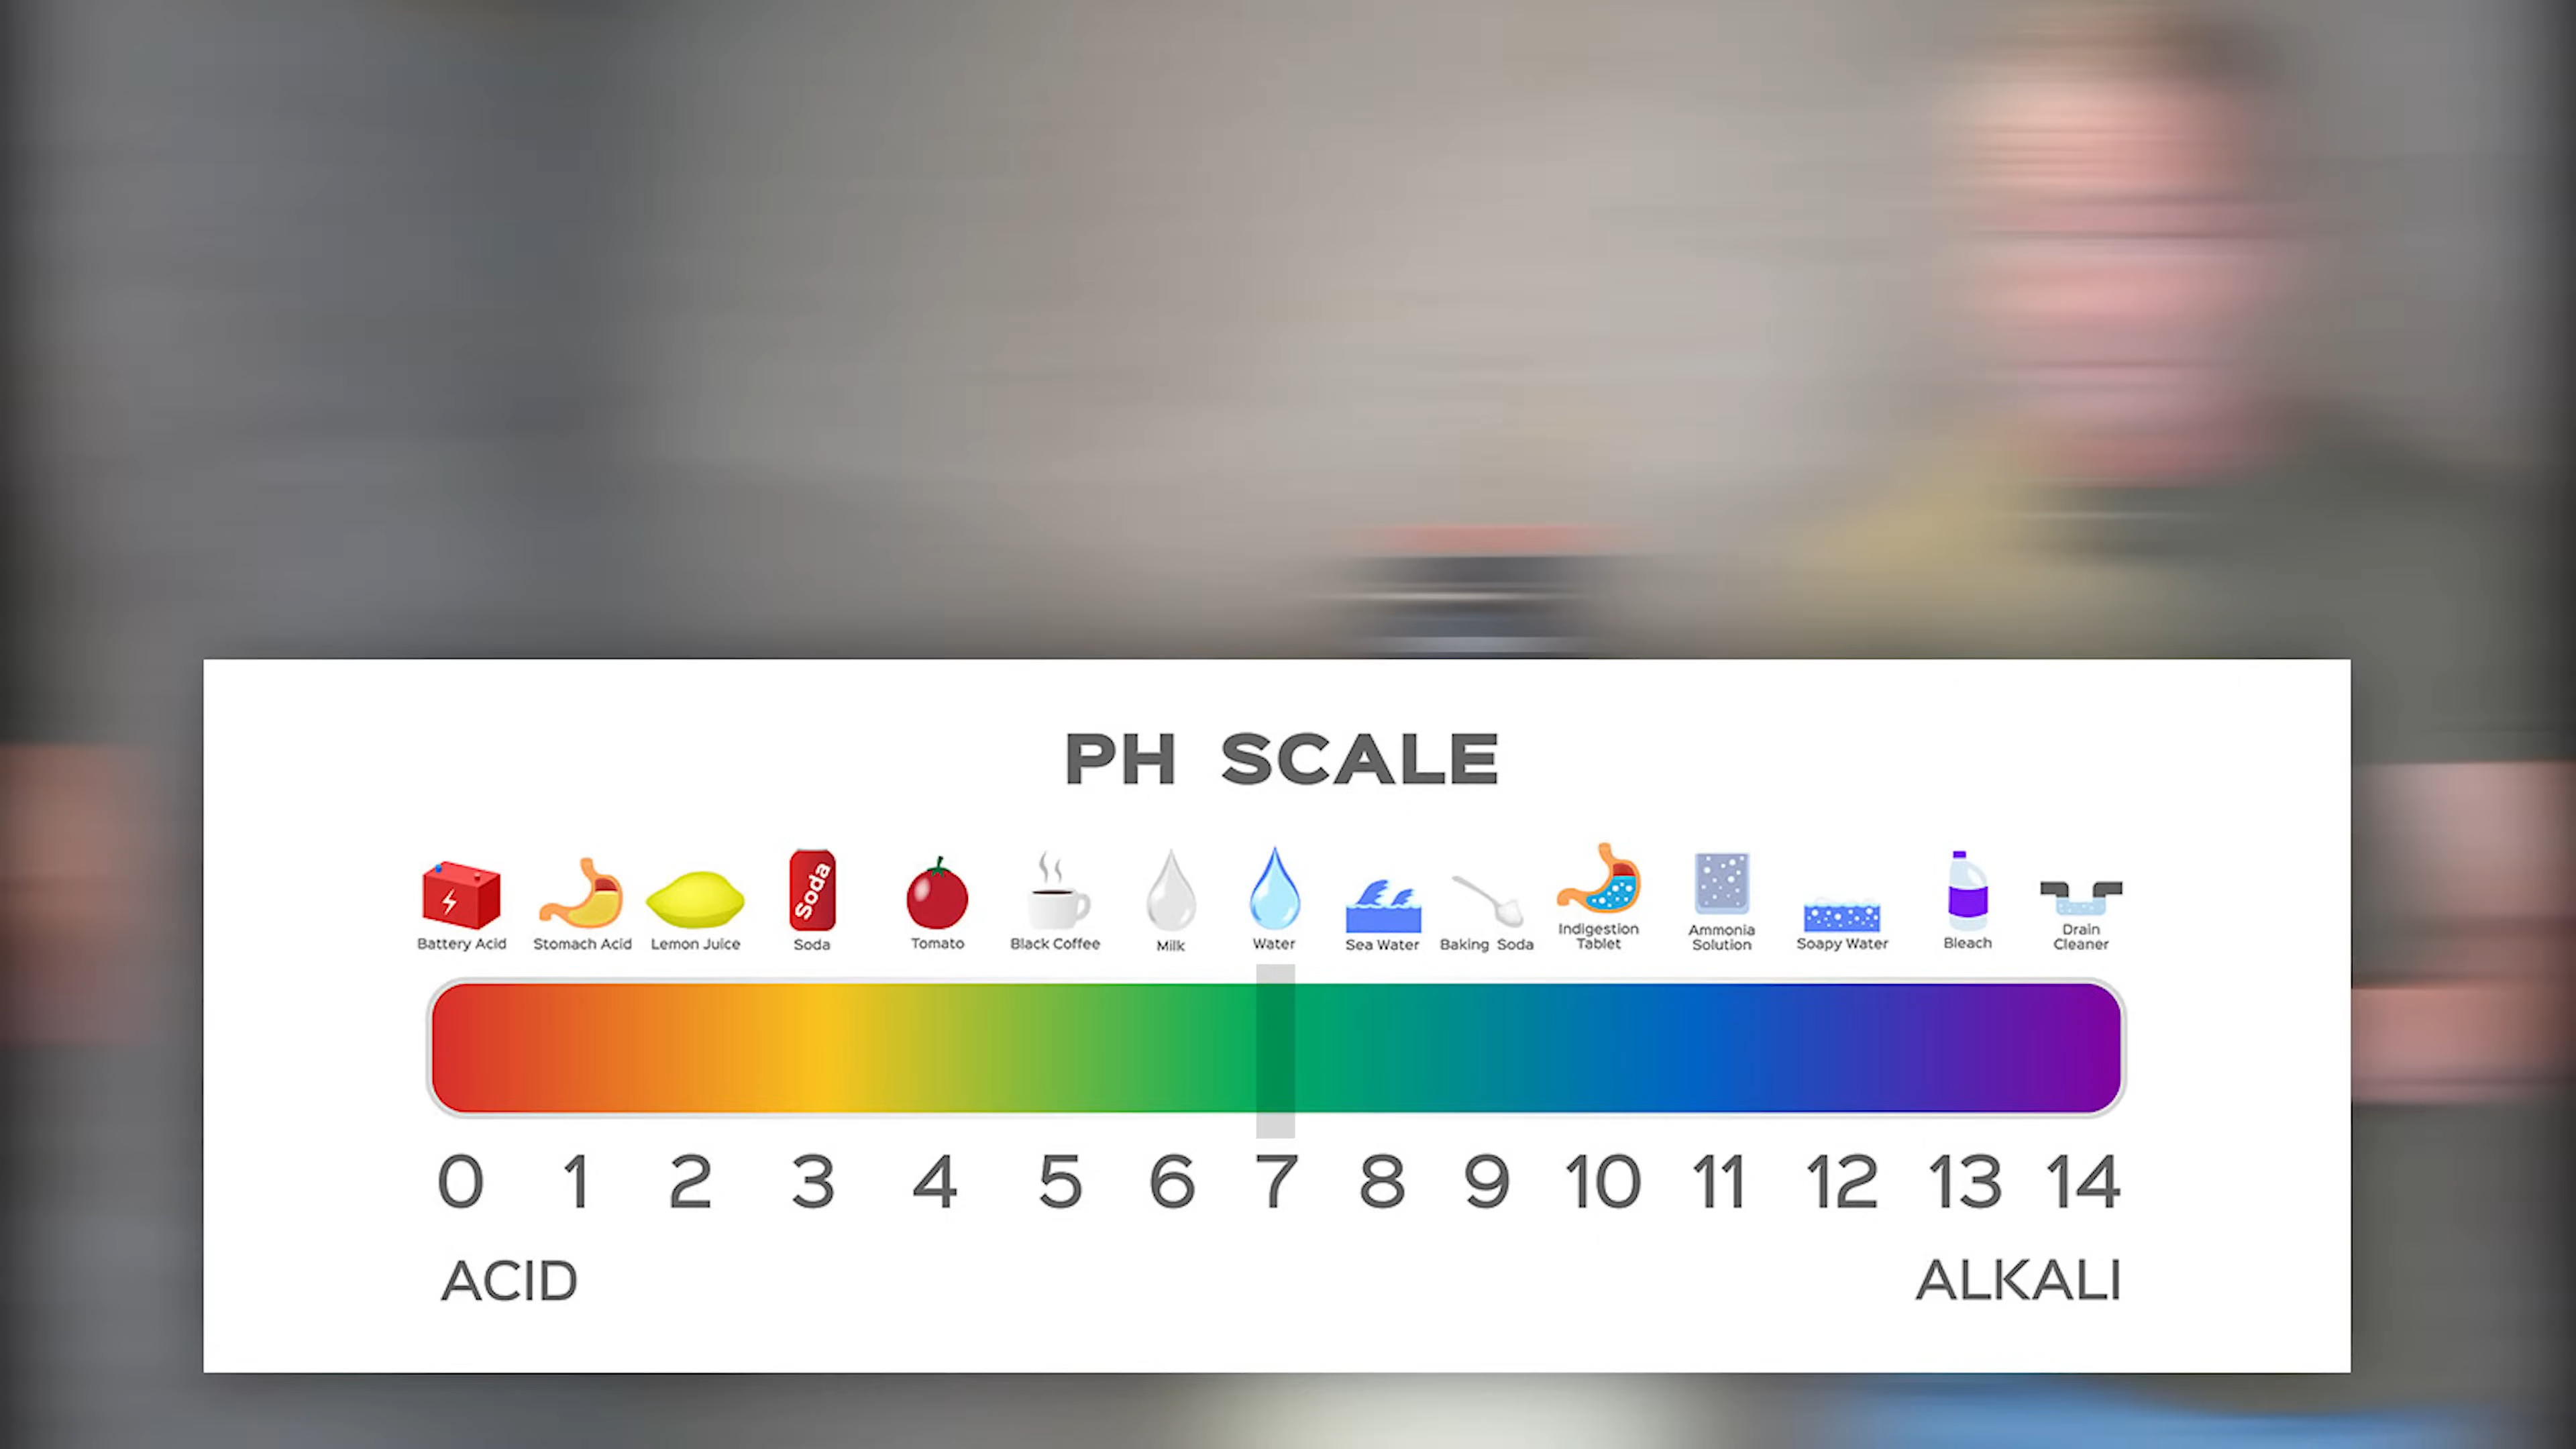 PH SCALE
Soda
Battery Acid
Stomach Acid
Lemon Juice
Soda
Tomato
Black Coffee
Milk
Water
Sea Water
Baking Soda
Indigestion
Tablet
Ammonia
Solution
Soapy Water
Bleach
Drain
Cleaner
0 1 2 3 4 5 6 7 8 9 10 11 12 13 14
ACID
ALKALI